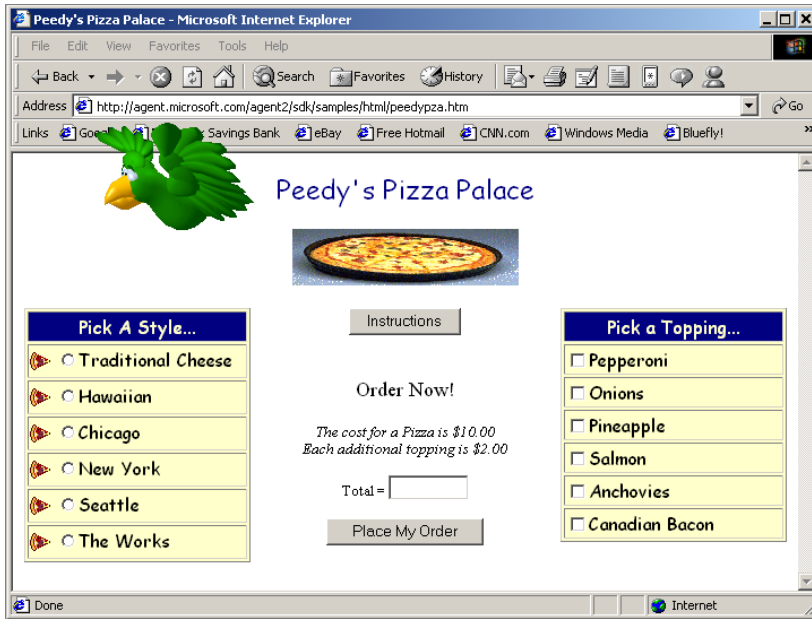 Peedy's Pizza Palace - Microsoft Internet Explorer
File Edit View Favorites Tools Help
Back Search Favorites History
Address http://agent.microsoft.com/agent2/sdk/samples/html/peedypza.htm Go
Links Savings Bank eBay Free Hotmail CNN.com Windows Media Bluefly! »
Peedy's Pizza Palace
Pick A Style...
Traditional Cheese
Hawaiian
Chicago
New York
Seattle
The Works
Instructions
Order Now!
The cost for a Pizza is $10.00
Each additional topping is $2.00
Total =
Place My Order
Pick a Topping...
Pepperoni
Onions
Pineapple
Salmon
Anchovies
Canadian Bacon
Done Internet